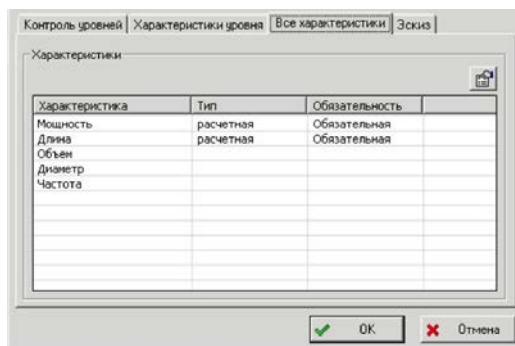 Контроль уровней Характеристики уровня Все характеристики Эскиз
Характеристики
Характеристика Тип Обязательность
Мощность расчетная Обязательная
Длина расчетная Обязательная
Объем
Диаметр
Частота
OK Отмена